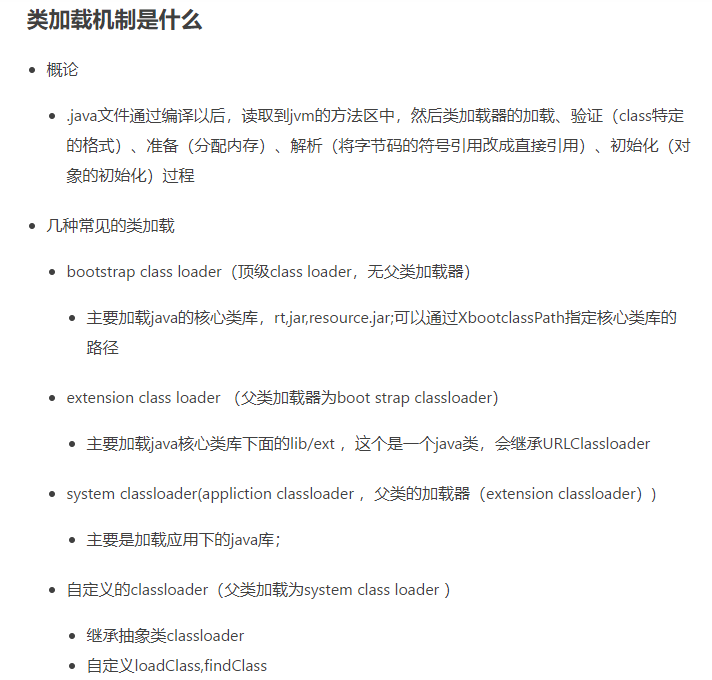 类加载机制是什么
概论
.java文件通过编译以后，读取到jvm的方法区中，然后类加载器的加载、验证（class特定
的格式）、准备（分配内存）、解析（将字节码的符号引用改成直接引用）、初始化（对
象的初始化）过程
几种常见的类加载
bootstrap class loader（顶级class loader，无父类加载器）
主要加载java的核心类库，rt,jar,resource.jar;可以通过XbootclassPath指定核心类库的
路径
extension class loader （父类加载器为boot strap classloader）
主要加载java核心类库下面的lib/ext ，这个是一个java类，会继承URLClassloader
system classloader(appliction classloader ，父类的加载器（extension classloader）)
主要是加载应用下的java库；
自定义的classloader（父类加载为system class loader ）
继承抽象类classloader
自定义loadClass,findClass